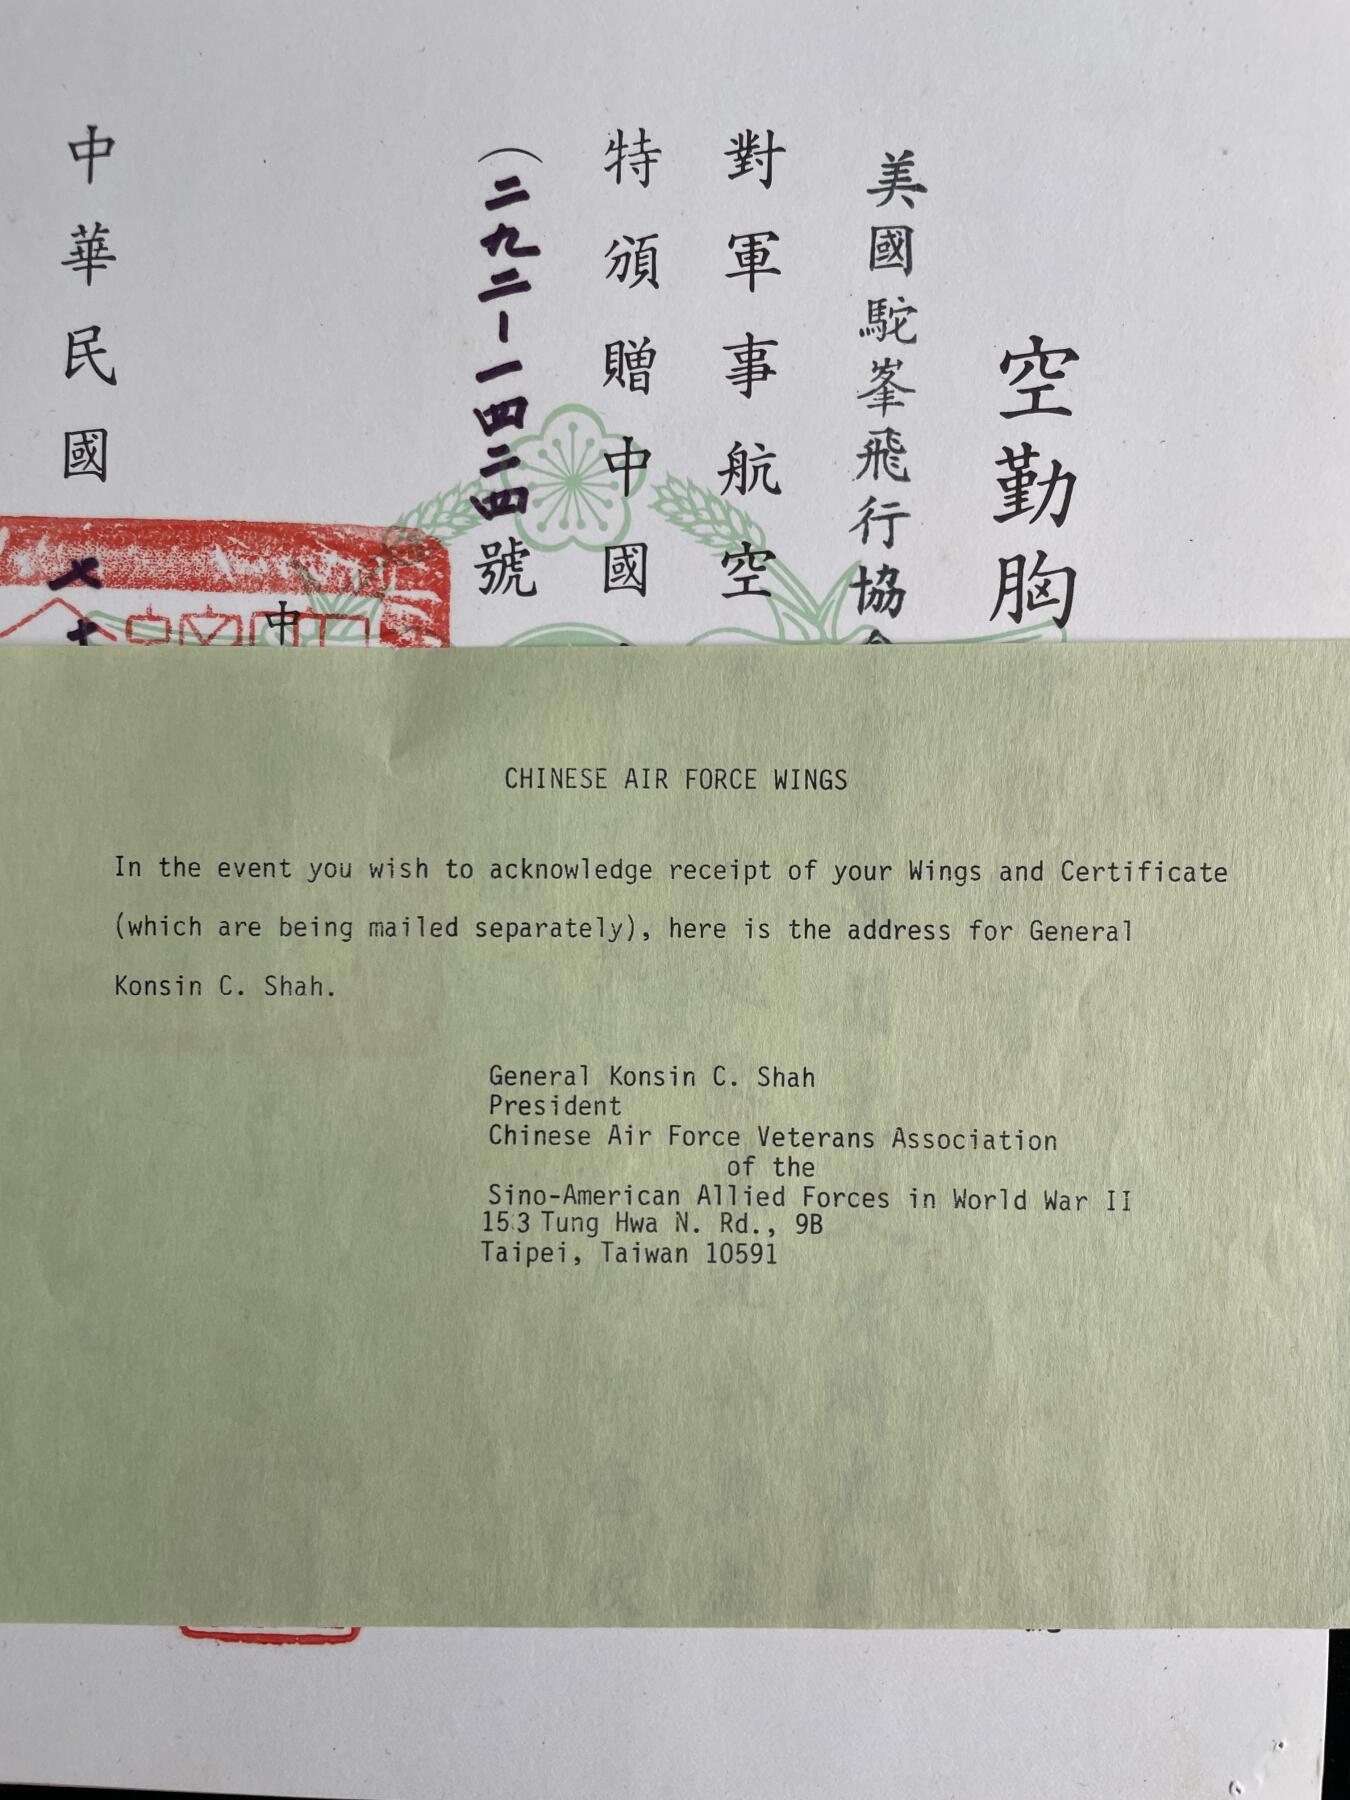 空勤胸
美國駝峯飛行協
對軍事航空
特頒贈中國
（二九二-一四二四號
中
中華民國七十
CHINESE AIR FORCE WINGS
In the event you wish to acknowledge receipt of your Wings and Certificate
(which are being mailed separately), here is the address for General
Konsin C. Shah.
General Konsin C. Shah
President
Chinese Air Force Veterans Association
of the
Sino-American Allied Forces in World War II
153 Tung Hwa N. Rd., 9B
Taipei, Taiwan 10591